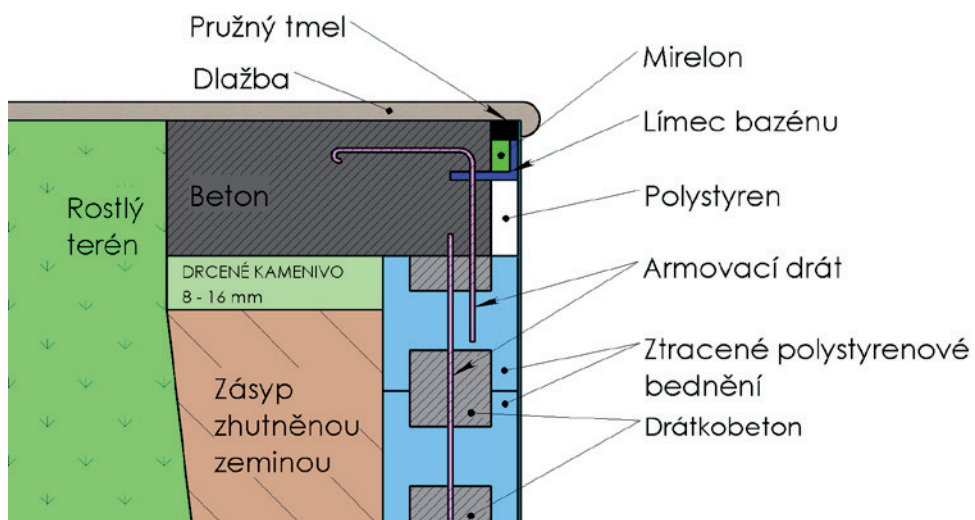 Pružný tmel
Dlažba
Mirelon
Límec bazénu
Beton
Polystyren
Rostlý
terén
DRCENÉ KAMENIVO
8 - 16 mm
Armovací drát
Ztracené polystyrenové
bednění
Zásyp
zhutněnou
zeminou
Drátkobeton